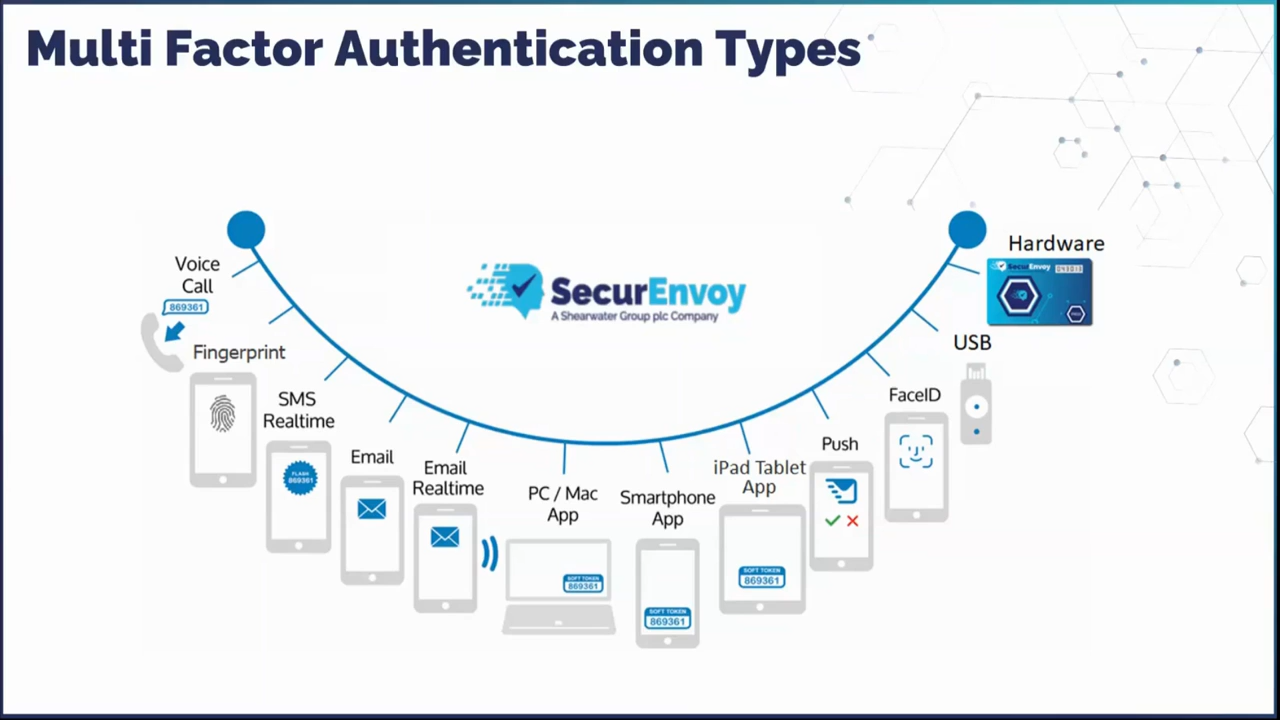 Multi Factor Authentication Types
SecurEnvoy
A Shearwater Group plc Company
Voice
Call
869361
Fingerprint
SMS
Realtime
FLASH
869361
Email
Email
Realtime
PC / Mac
App
SOFT TOKEN
869361
Smartphone
App
SOFT TOKEN
869361
iPad Tablet
App
SOFT TOKEN
869361
Push
FaceID
USB
Hardware
SecurEnvoy